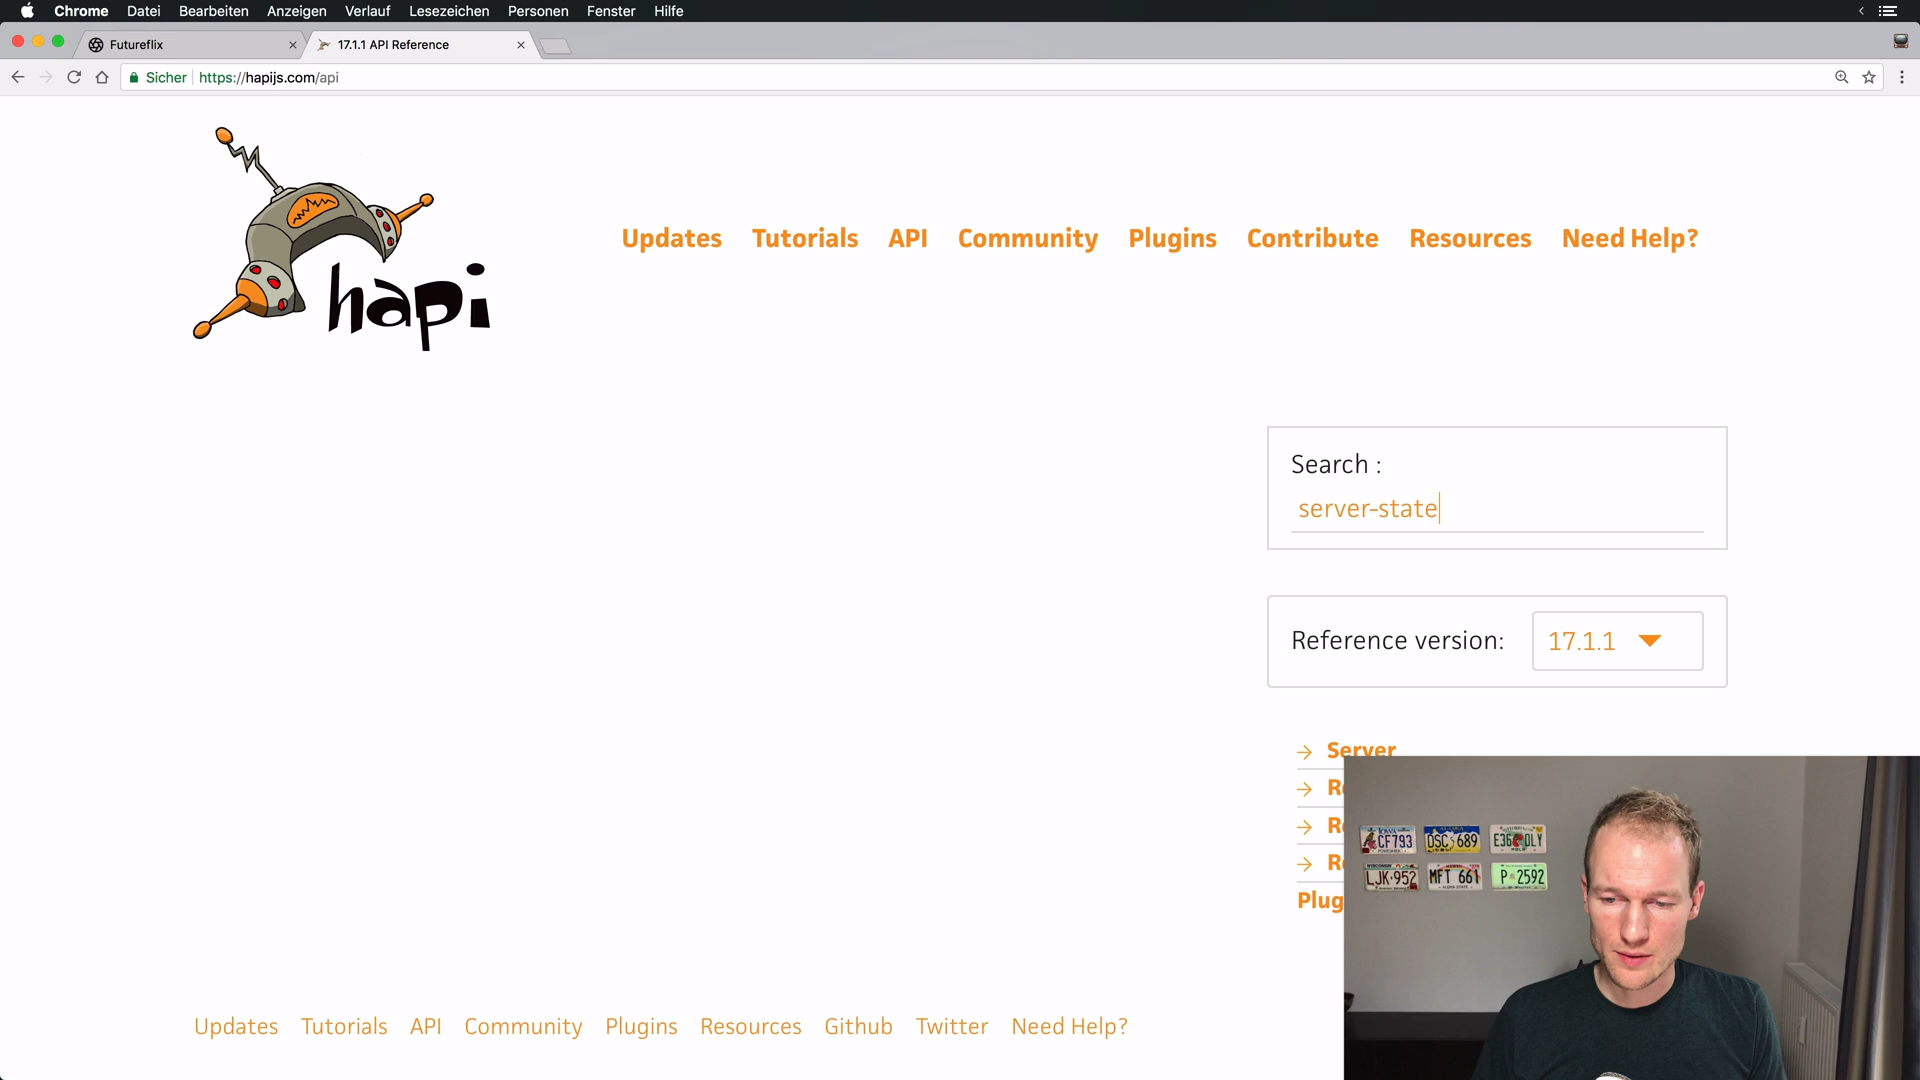 Chrome Datei Bearbeiten Anzeigen Verlauf Lesezeichen Personen Fenster Hilfe
Futureflix
17.1.1 API Reference
Sicher https://hapijs.com/api
hapi
Updates Tutorials API Community Plugins Contribute Resources Need Help?
Search :
server-state
Reference version: 17.1.1
Server
Plug
CF793 DSC 689 E36 OLY
LJK 952 MFT 661 P 2592
Updates Tutorials API Community Plugins Resources Github Twitter Need Help?